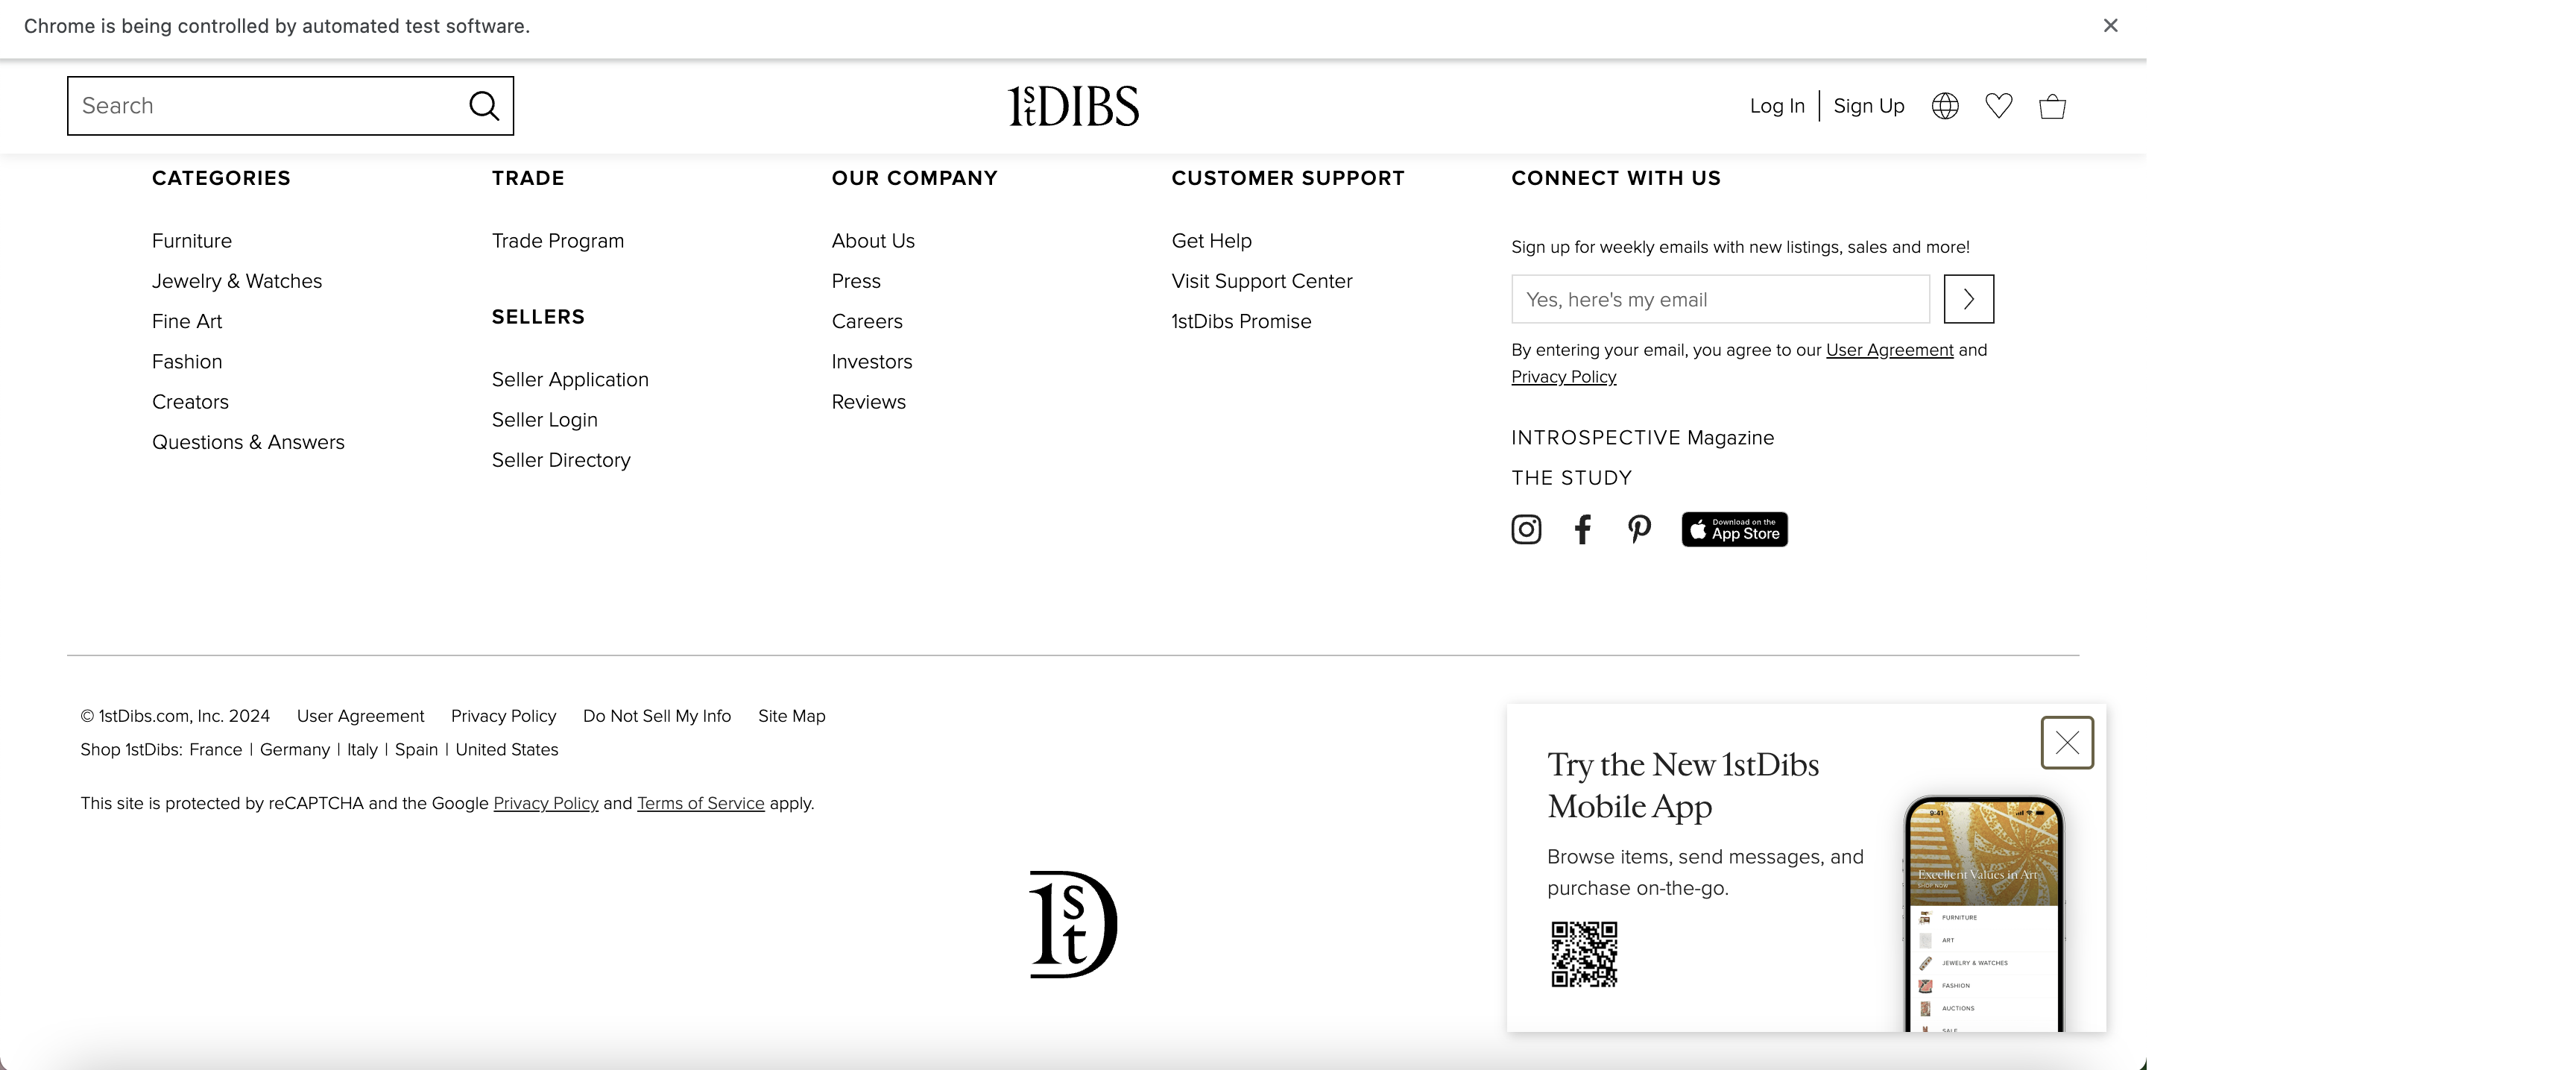 Chrome is being controlled by automated test software.
Search
1stDIBS
Log In
Sign Up
CATEGORIES
Furniture
Jewelry & Watches
Fine Art
Fashion
Creators
Questions & Answers
TRADE
Trade Program
SELLERS
Seller Application
Seller Login
Seller Directory
OUR COMPANY
About Us
Press
Careers
Investors
Reviews
CUSTOMER SUPPORT
Get Help
Visit Support Center
1stDibs Promise
CONNECT WITH US
Sign up for weekly emails with new listings, sales and more!
Yes, here's my email
By entering your email, you agree to our User Agreement and
Privacy Policy
INTROSPECTIVE Magazine
THE STUDY
Download on the
App Store
© 1stDibs.com, Inc. 2024 User Agreement Privacy Policy Do Not Sell My Info Site Map
Shop 1stDibs: France | Germany | Italy | Spain | United States
This site is protected by reCAPTCHA and the Google Privacy Policy and Terms of Service apply.
1stD
Try the New 1stDibs
Mobile App
Browse items, send messages, and
purchase on-the-go.
9:41
Excellent Values in Art
SHOP NOW
FURNITURE
ART
JEWELRY & WATCHES
FASHION
AUCTIONS
SALE